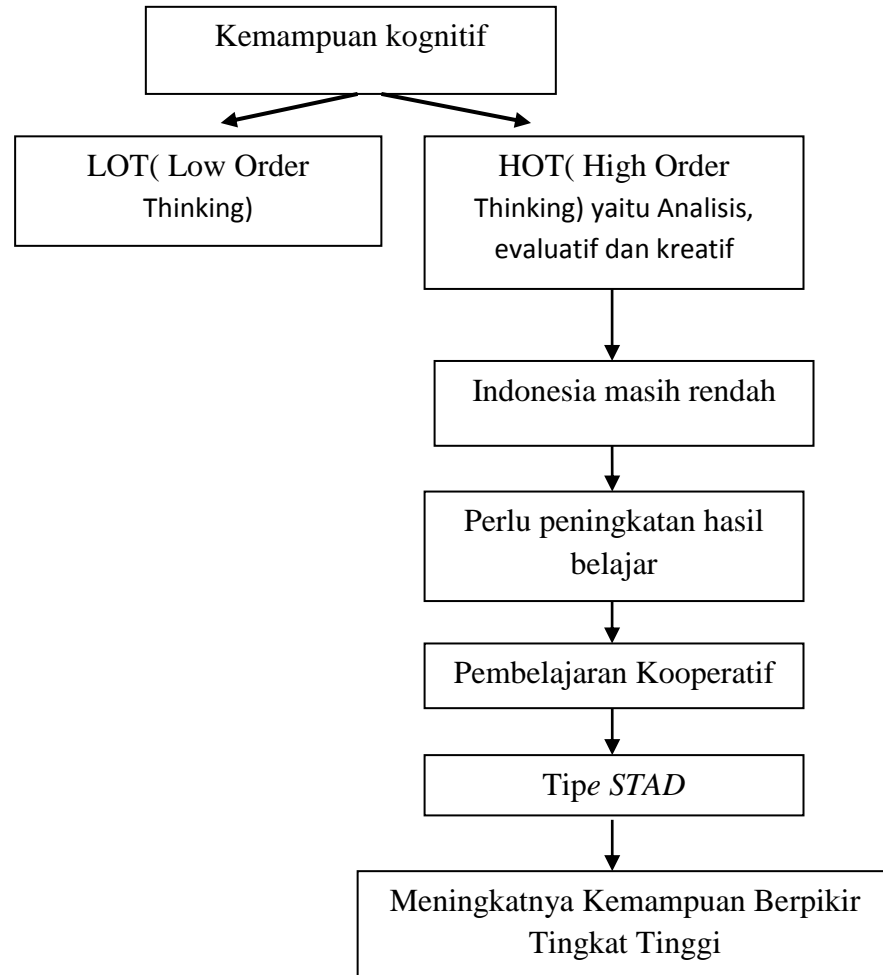 Kemampuan kognitif
LOT( Low Order
Thinking)
HOT( High Order
Thinking) yaitu Analisis,
evaluatif dan kreatif
Indonesia masih rendah
Perlu peningkatan hasil
belajar
Pembelajaran Kooperatif
Tipe STAD
Meningkatnya Kemampuan Berpikir
Tingkat Tinggi